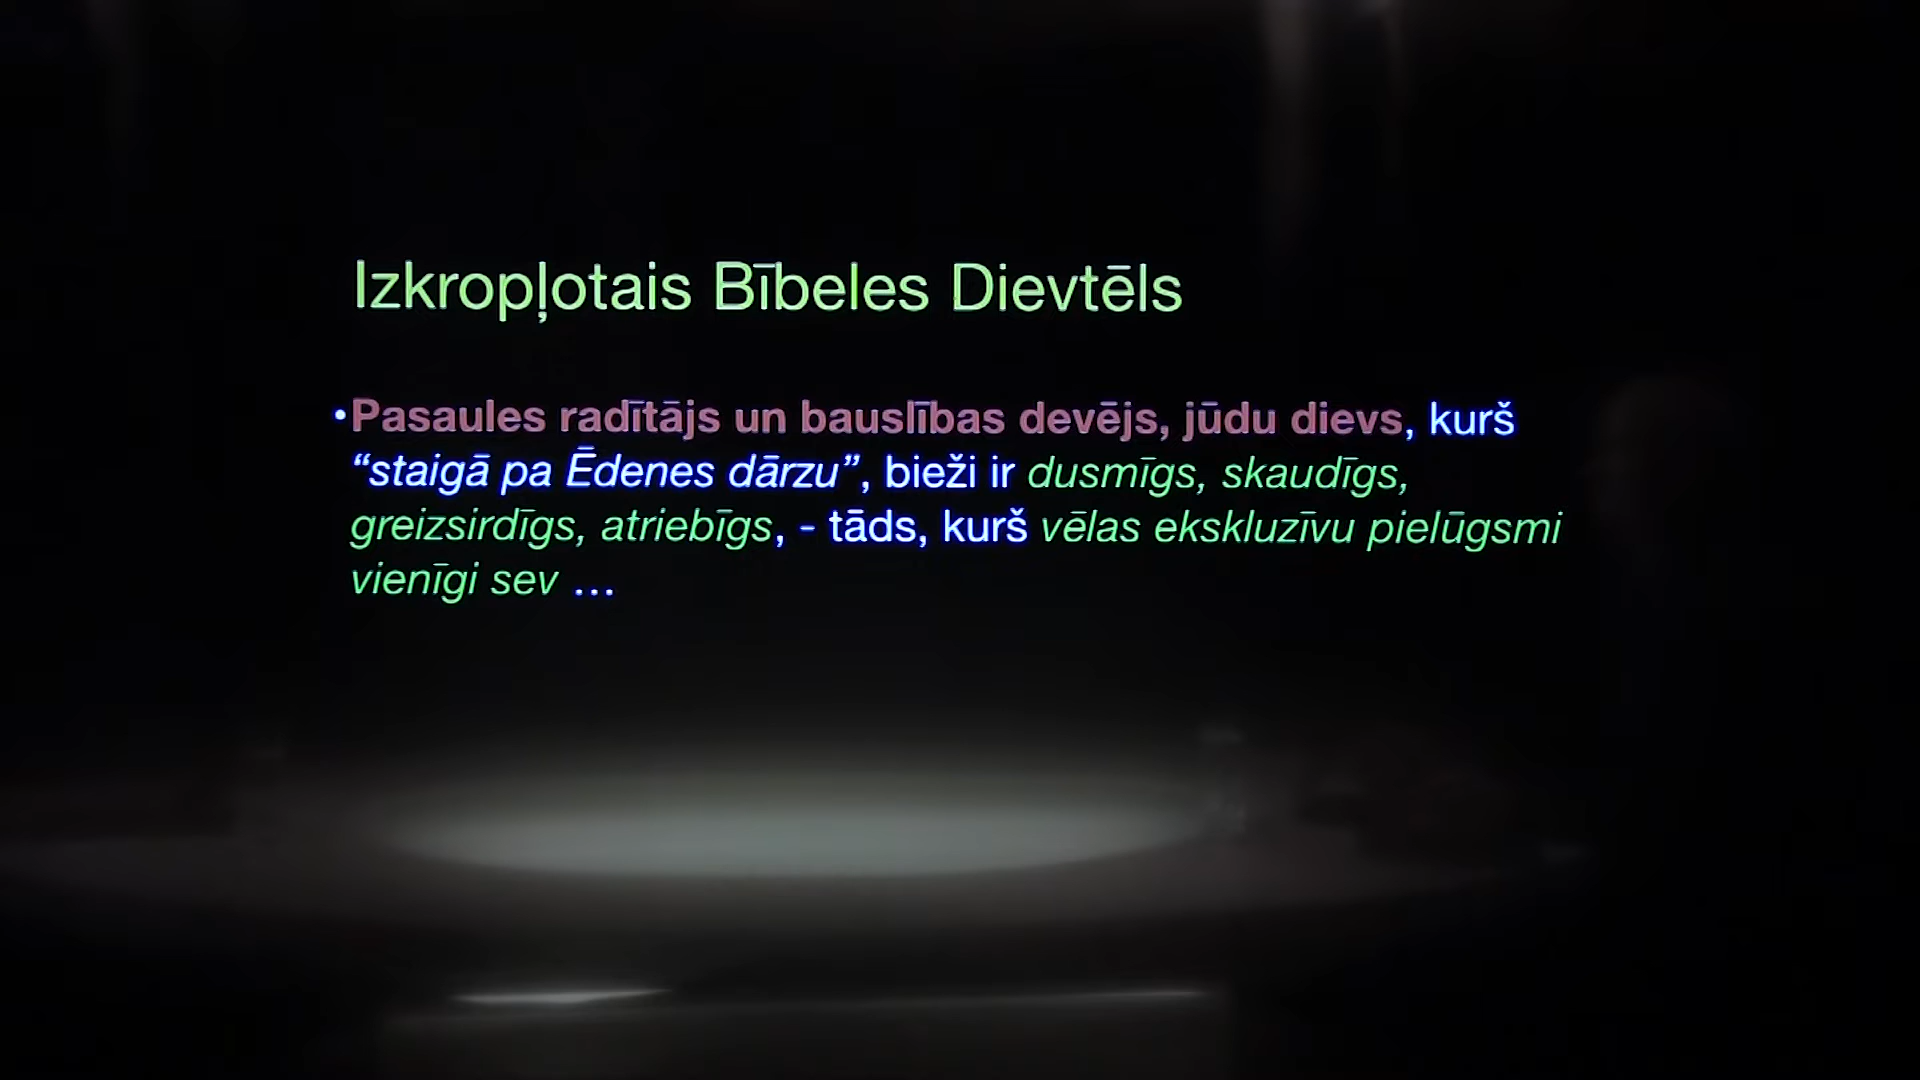 Izkropļotais Bībeles Dievtēls
•Pasaules radītājs un bauslības devējs, jūdu dievs, kurš
“staigā pa Ēdenes dārzu”, bieži ir dusmīgs, skaudīgs,
greizsirdīgs, atriebīgs, - tāds, kurš vēlas ekskluzīvu pielūgsmi
vienīgi sev ...